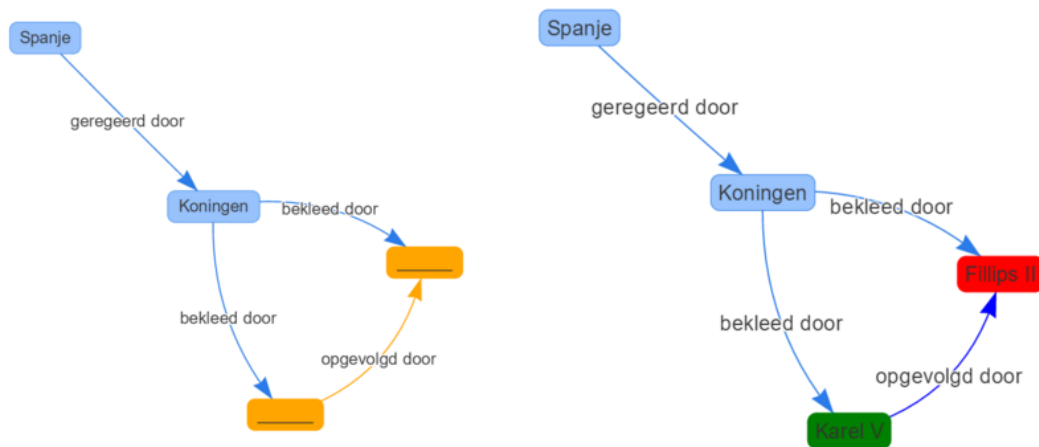 Spanje
geregeerd door
Koningen
bekleed door
bekleed door
opgevolgd door
Spanje
geregeerd door
Koningen
bekleed door
Fillips II
bekleed door
opgevolgd door
Karel V